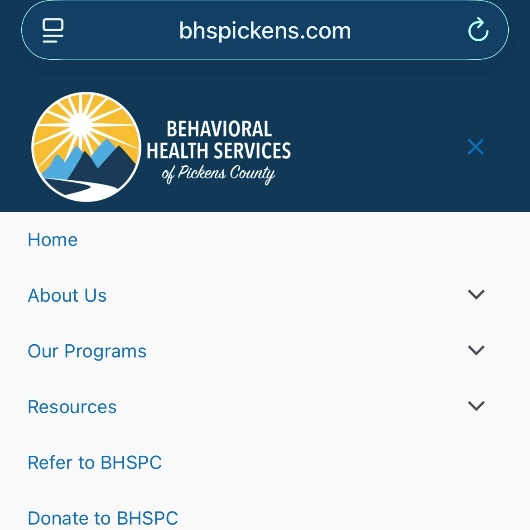 bhspickens.com
BEHAVIORAL
HEALTH SERVICES
of Pickens County
Home
About Us
Our Programs
Resources
Refer to BHSPC
Donate to BHSPC